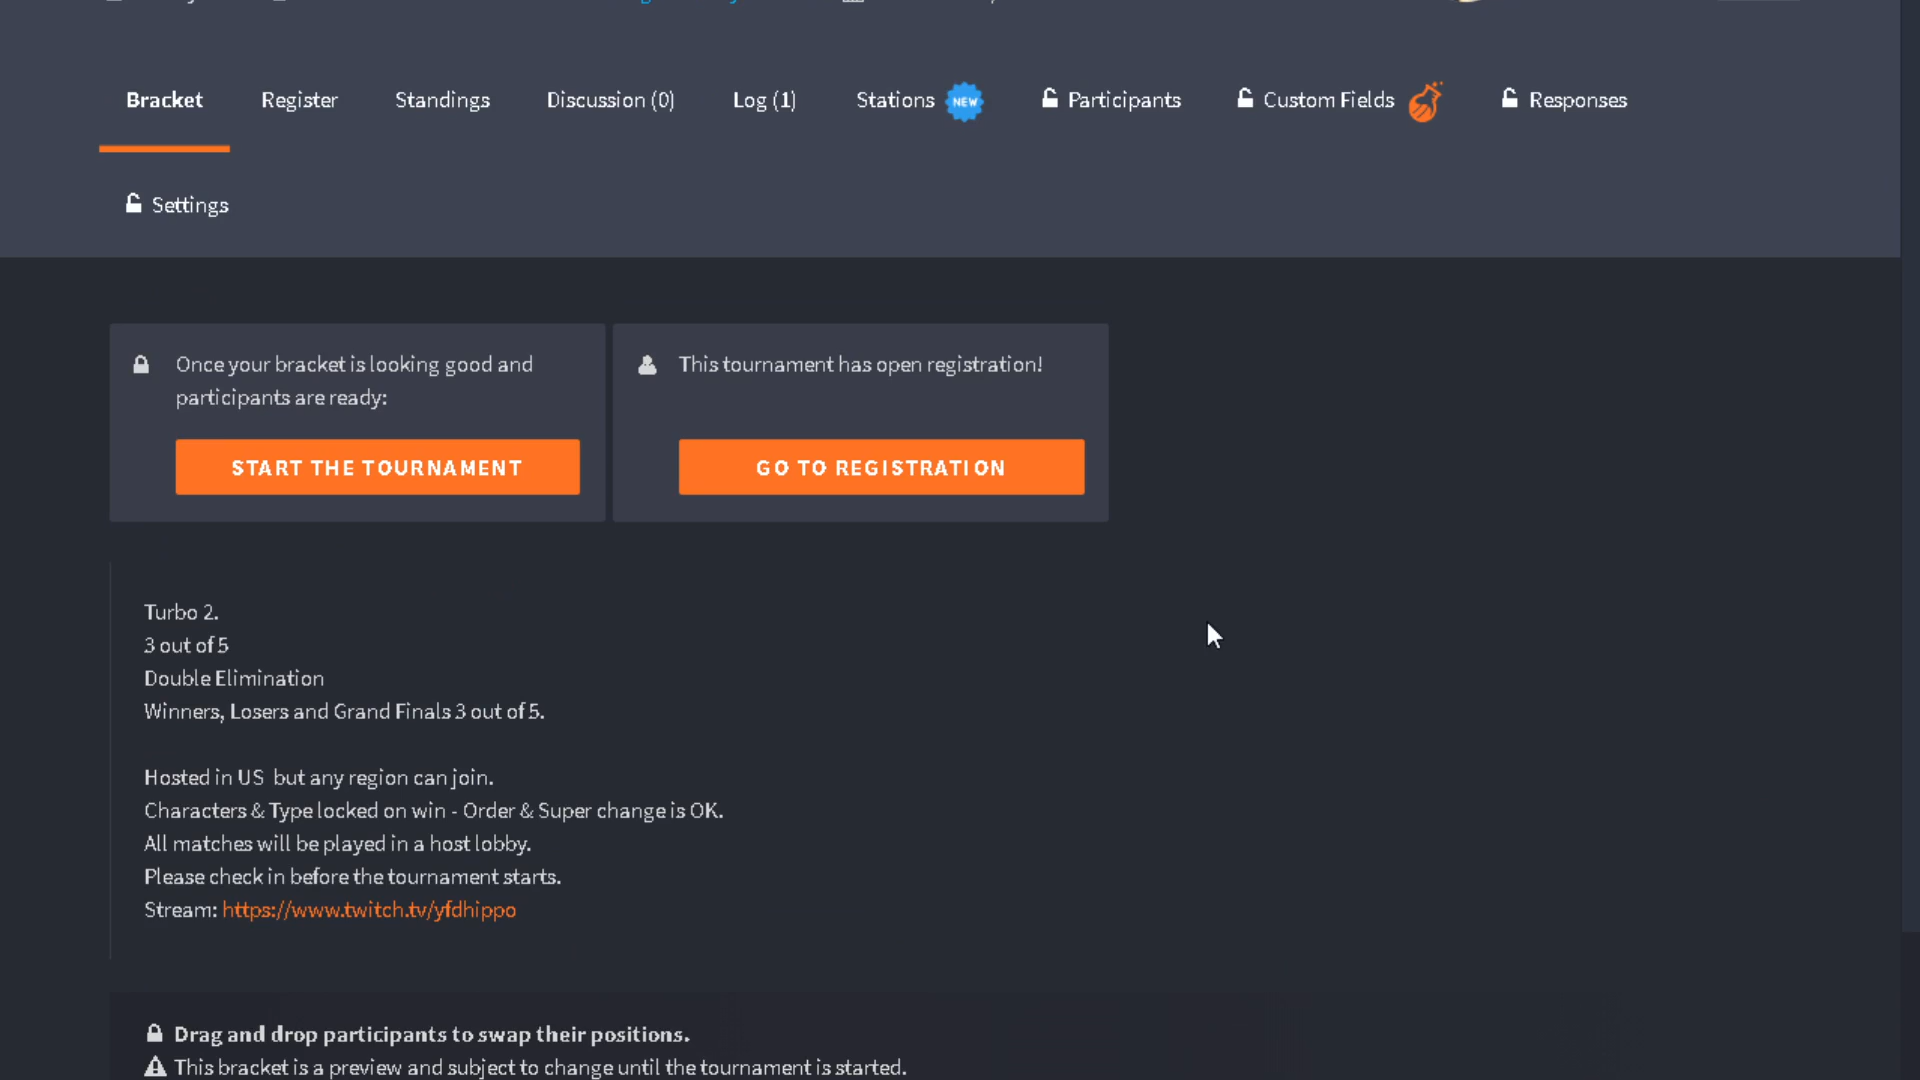 Bracket Register Standings Discussion (0) Log (1) Stations NEW Participants Custom Fields Responses
Settings
Once your bracket is looking good and
participants are ready:
START THE TOURNAMENT
This tournament has open registration!
GO TO REGISTRATION
Turbo 2.
3 out of 5
Double Elimination
Winners, Losers and Grand Finals 3 out of 5.
Hosted in US but any region can join.
Characters & Type locked on win - Order & Super change is OK.
All matches will be played in a host lobby.
Please check in before the tournament starts.
Stream: https://www.twitch.tv/yfdhippo
Drag and drop participants to swap their positions.
This bracket is a preview and subject to change until the tournament is started.